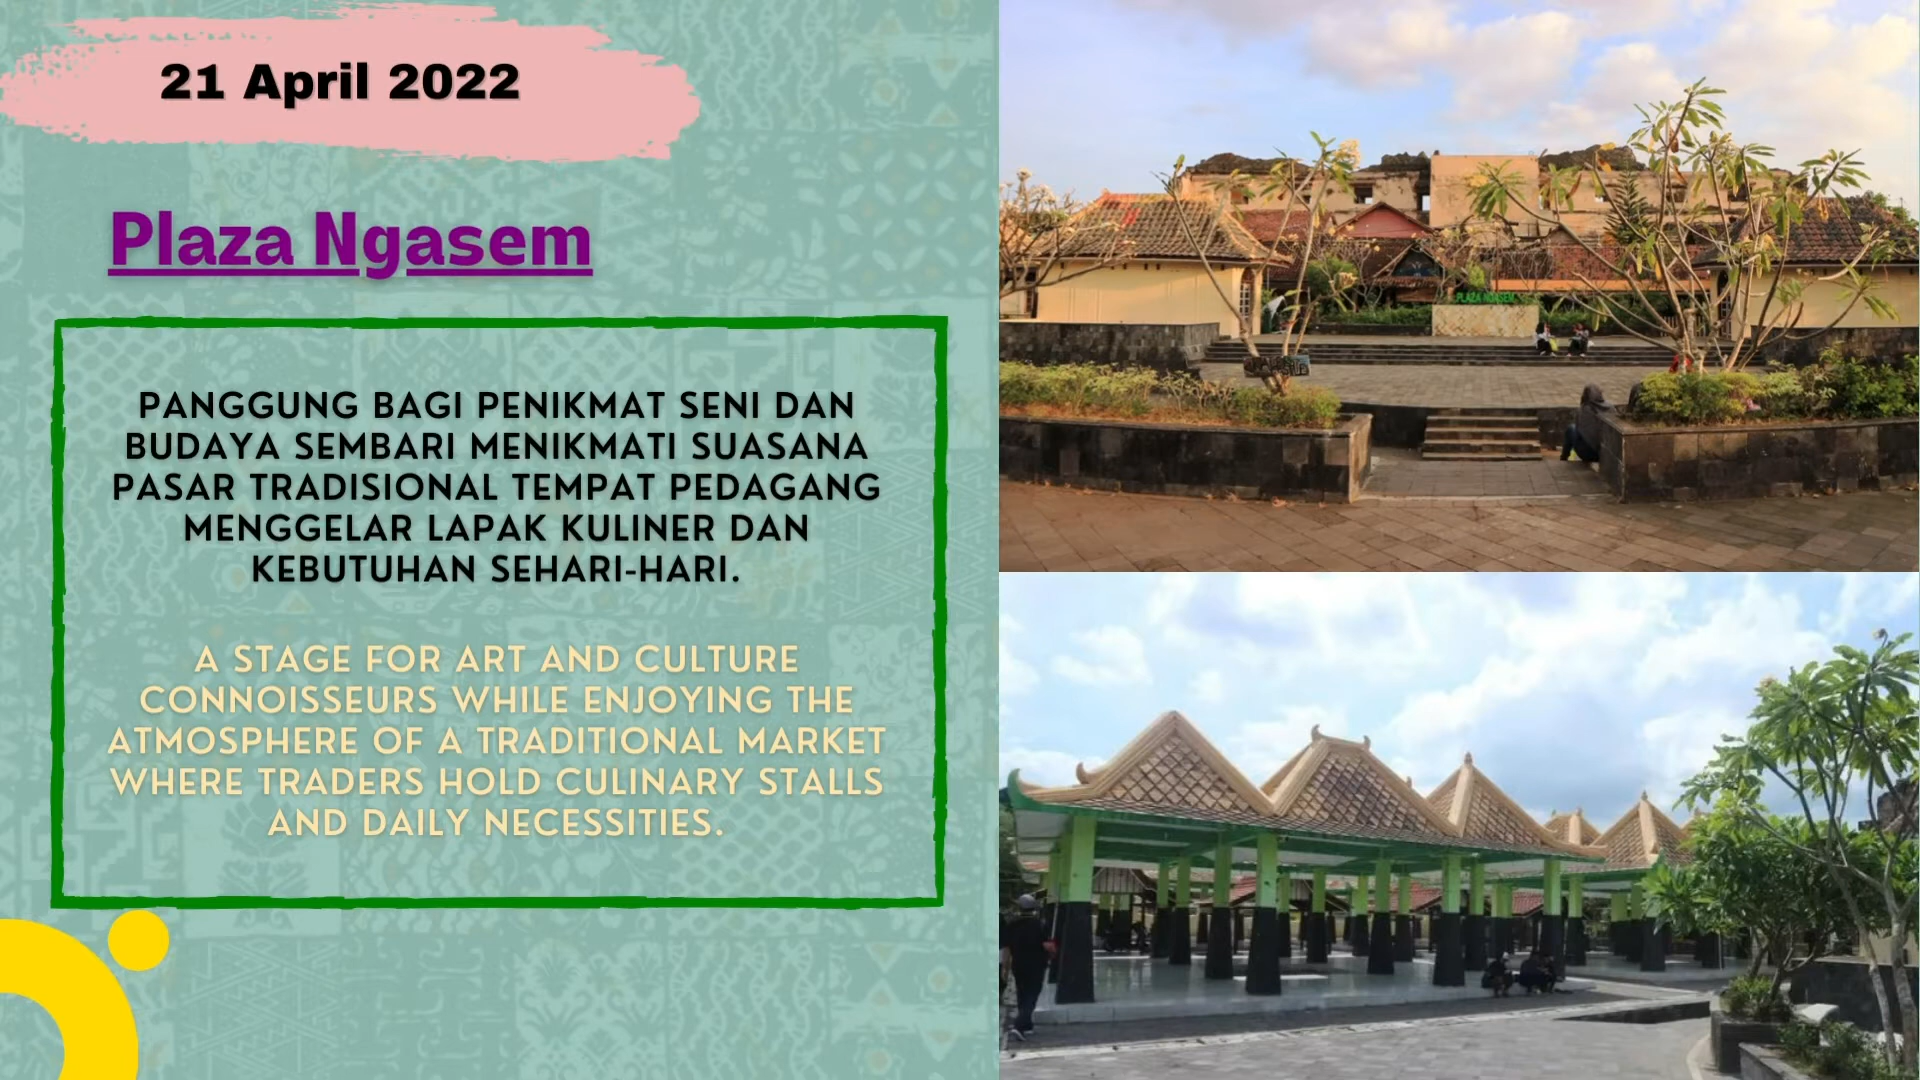 21 April 2022
Plaza Ngasem
PANGGUNG BAGI PENIKMAT SENI DAN
BUDAYA SEMBARI MENIKMATI SUASANA
PASAR TRADISIONAL TEMPAT PEDAGANG
MENGGELAR LAPAK KULINER DAN
KEBUTUHAN SEHARI-HARI.
A STAGE FOR ART AND CULTURE
CONNOISSEURS WHILE ENJOYING THE
ATMOSPHERE OF A TRADITIONAL MARKET
WHERE TRADERS HOLD CULINARY STALLS
AND DAILY NECESSITIES.
PLAZA NGASEM